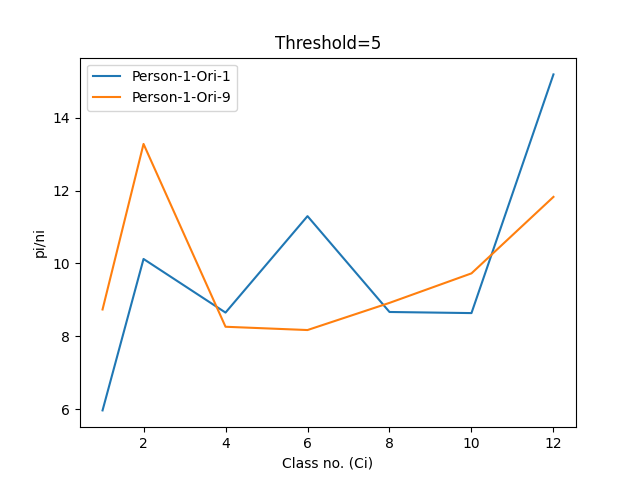 Threshold=5
Person-1-Ori-1
Person-1-Ori-9
pi/ni
14
12
10
8
6
2 4 6 8 10 12
Class no. (Ci)